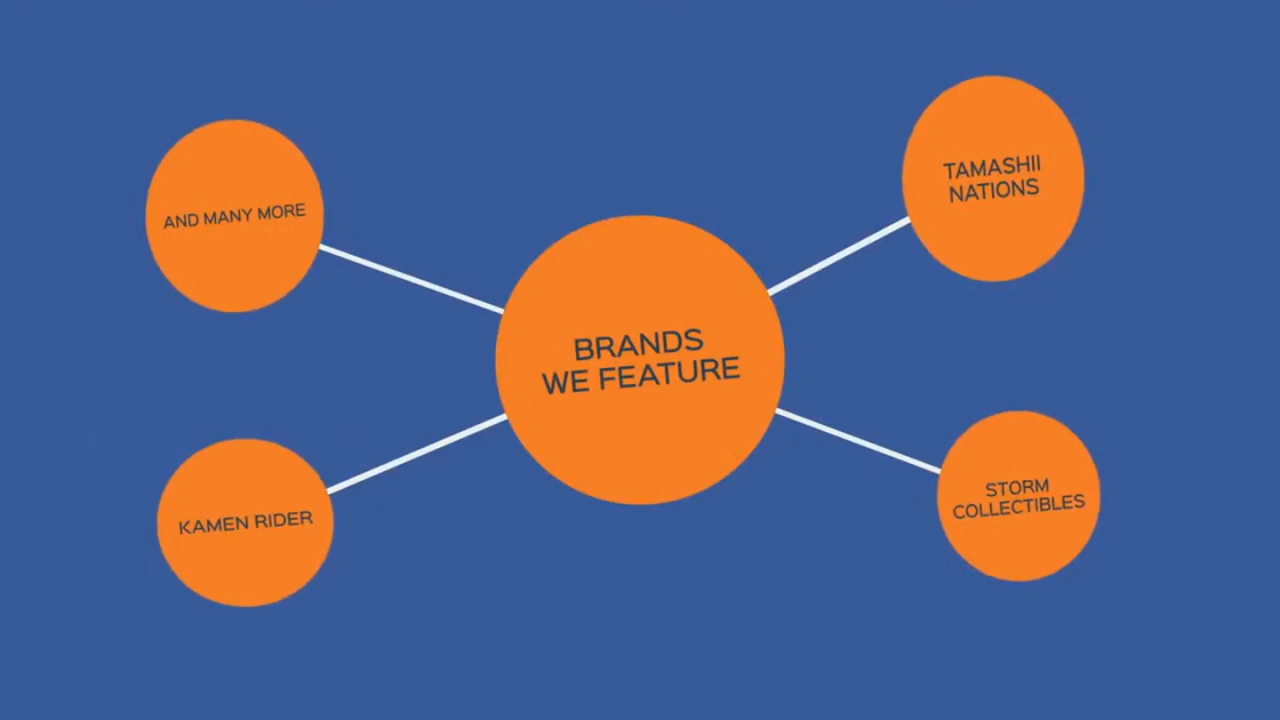 TAMASHII
NATIONS
AND MANY MORE
BRANDS
WE FEATURE
STORM
COLLECTIBLES
KAMEN RIDER